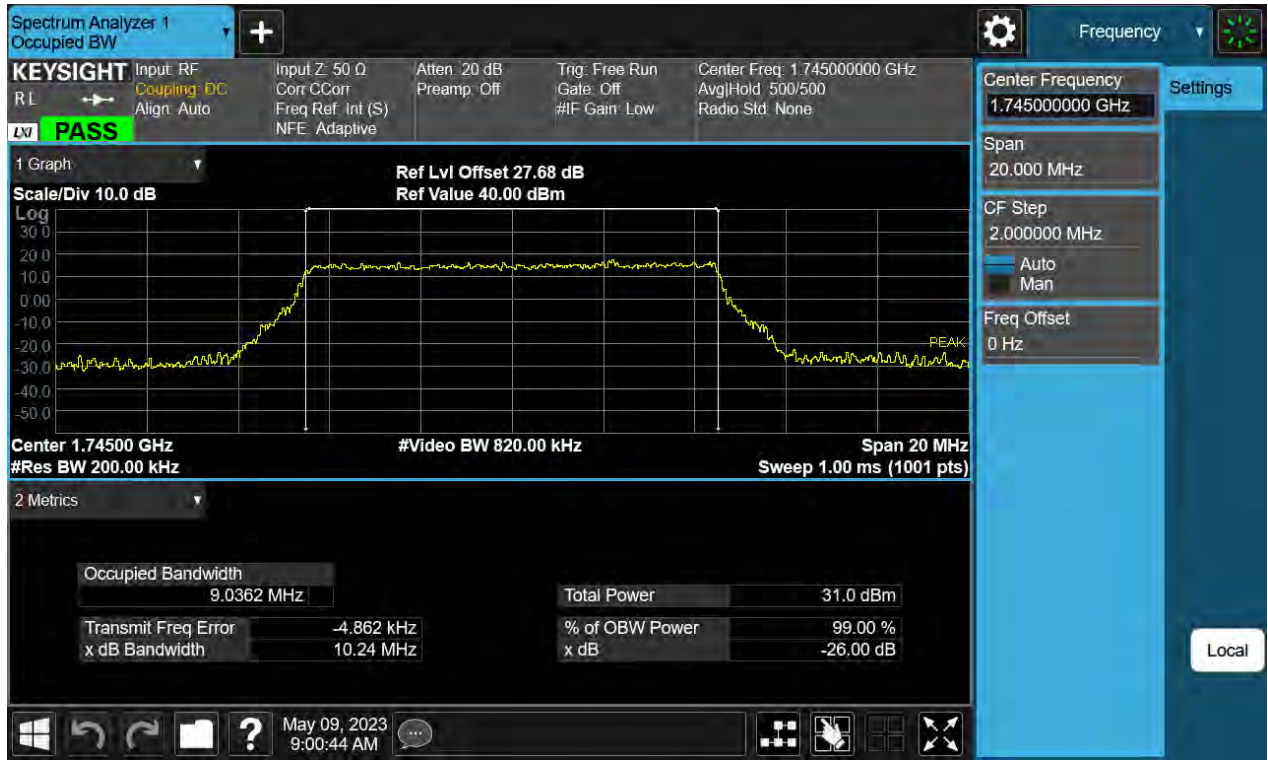 Spectrum Analyzer 1
Occupied BW
Frequency
KEYSIGHT
RL
LXI
PASS
Input: RF
Coupling: DC
Align: Auto
Input Z: 50 Ω
Corr CCorr
Freq Ref: Int (S)
NFE: Adaptive
Atten: 20 dB
Preamp: Off
Trig: Free Run
Gate: Off
#IF Gain: Low
Center Freq: 1.745000000 GHz
Avg|Hold: 500/500
Radio Std: None
Center Frequency
1.745000000 GHz
Settings
Span
20.000 MHz
CF Step
2.000000 MHz
Auto
Man
Freq Offset
0 Hz
1 Graph
Scale/Div 10.0 dB
Ref Lvl Offset 27.68 dB
Ref Value 40.00 dBm
Log
30.0
20.0
10.0
0.00
-10.0
-20.0
-30.0
-40.0
-50.0
PEAK
Center 1.74500 GHz
#Video BW 820.00 kHz
Span 20 MHz
#Res BW 200.00 kHz
Sweep 1.00 ms (1001 pts)
2 Metrics
Occupied Bandwidth
9.0362 MHz
Total Power 31.0 dBm
Transmit Freq Error -4.862 kHz
% of OBW Power 99.00 %
x dB Bandwidth 10.24 MHz
x dB -26.00 dB
Local
?
May 09, 2023
9:00:44 AM